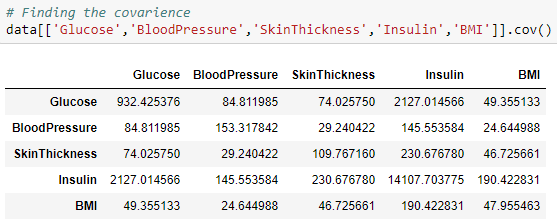 # Finding the covarience
data[['Glucose','BloodPressure','SkinThickness','Insulin','BMI']].cov()
Glucose BloodPressure SkinThickness Insulin BMI
Glucose 932.425376 84.811985 74.025750 2127.014566 49.355133
BloodPressure 84.811985 153.317842 29.240422 145.553584 24.644988
SkinThickness 74.025750 29.240422 109.767160 230.676780 46.725661
Insulin 2127.014566 145.553584 230.676780 14107.703775 190.422831
BMI 49.355133 24.644988 46.725661 190.422831 47.955463